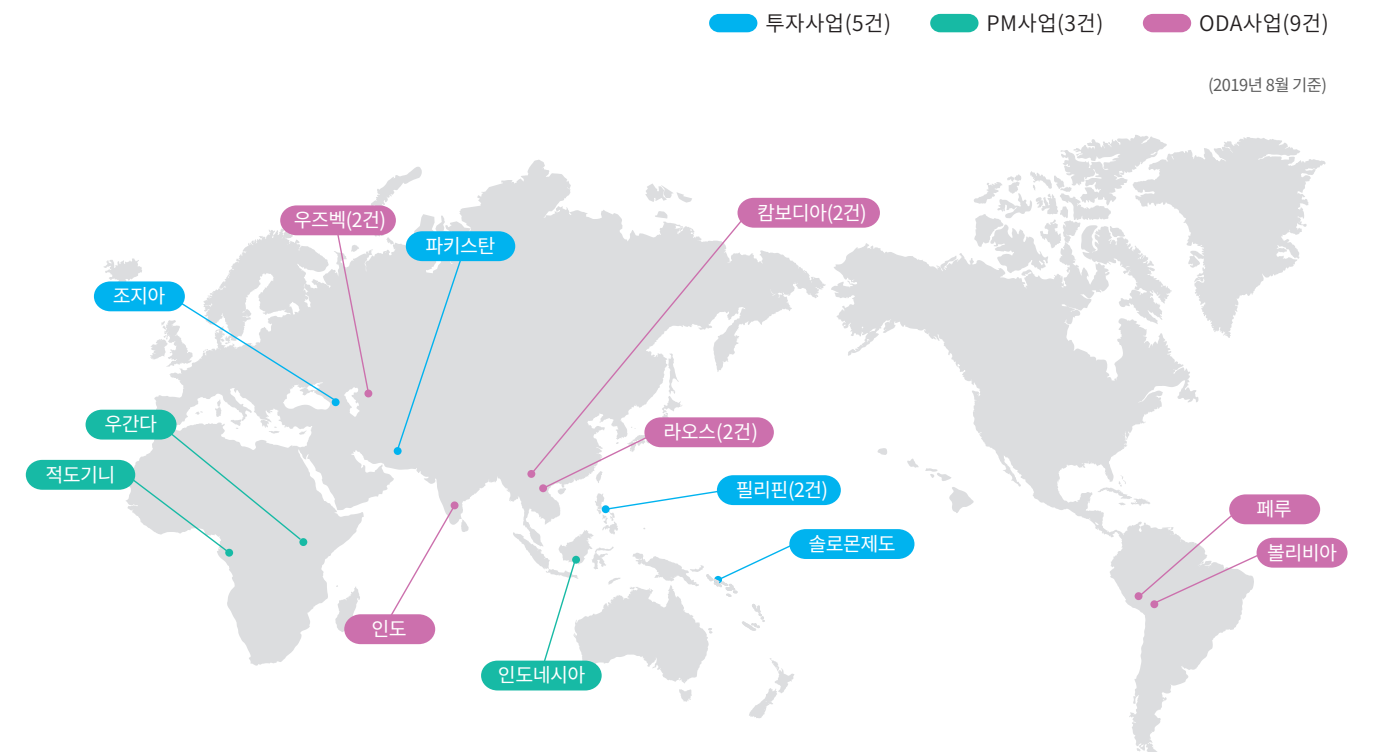 투자사업(5건)
PM사업(3건)
ODA사업(9건)
(2019년 8월 기준)
우즈벡(2건)
캄보디아(2건)
파키스탄
조지아
우간다
라오스(2건)
적도기니
필리핀(2건)
페루
솔로몬제도
볼리비아
인도
인도네시아